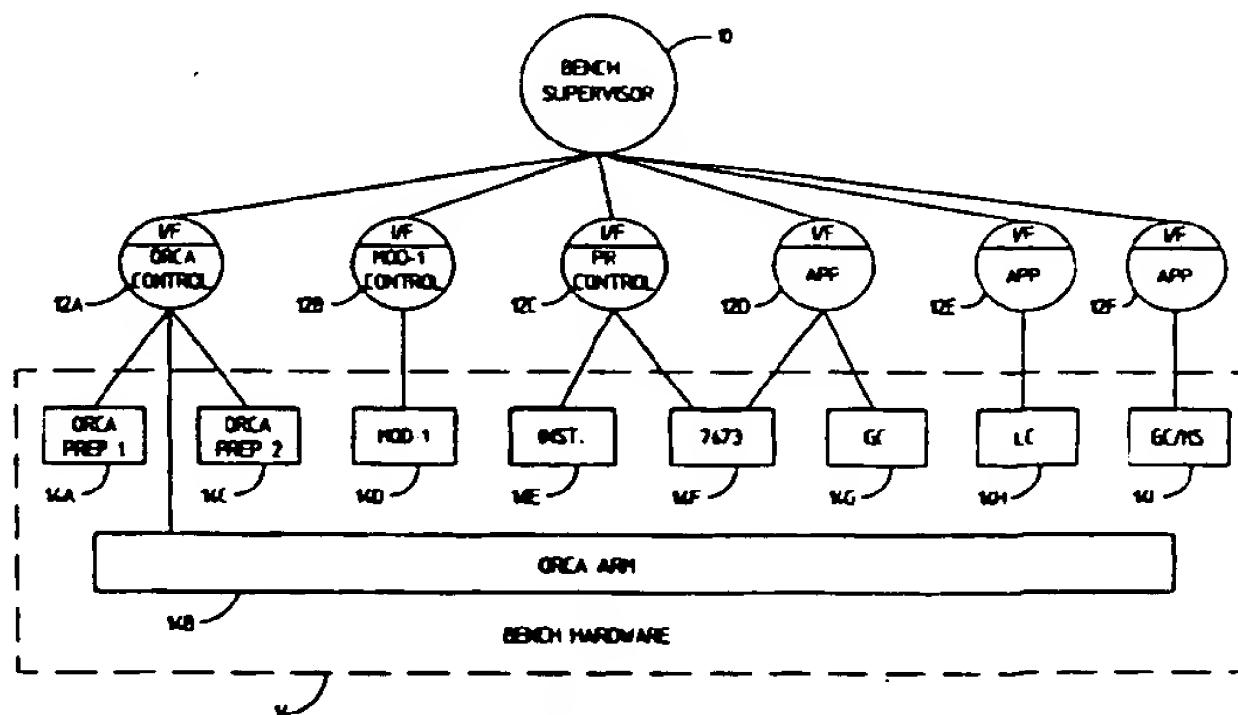 10
BENCH
SUPERVISOR
I/F
ORCA
CONTROL
I/F
MOD-1
CONTROL
I/F
PR
CONTROL
I/F
APP
I/F
APP
I/F
APP
12A
12B
12C
12D
12E
12F
ORCA
PREP 1
ORCA
PREP 2
MOD-1
INST.
7673
GC
LC
GC/MS
14A
14C
14D
14E
14F
14G
14H
14I
ORCA ARM
14B
BENCH HARDWARE
14